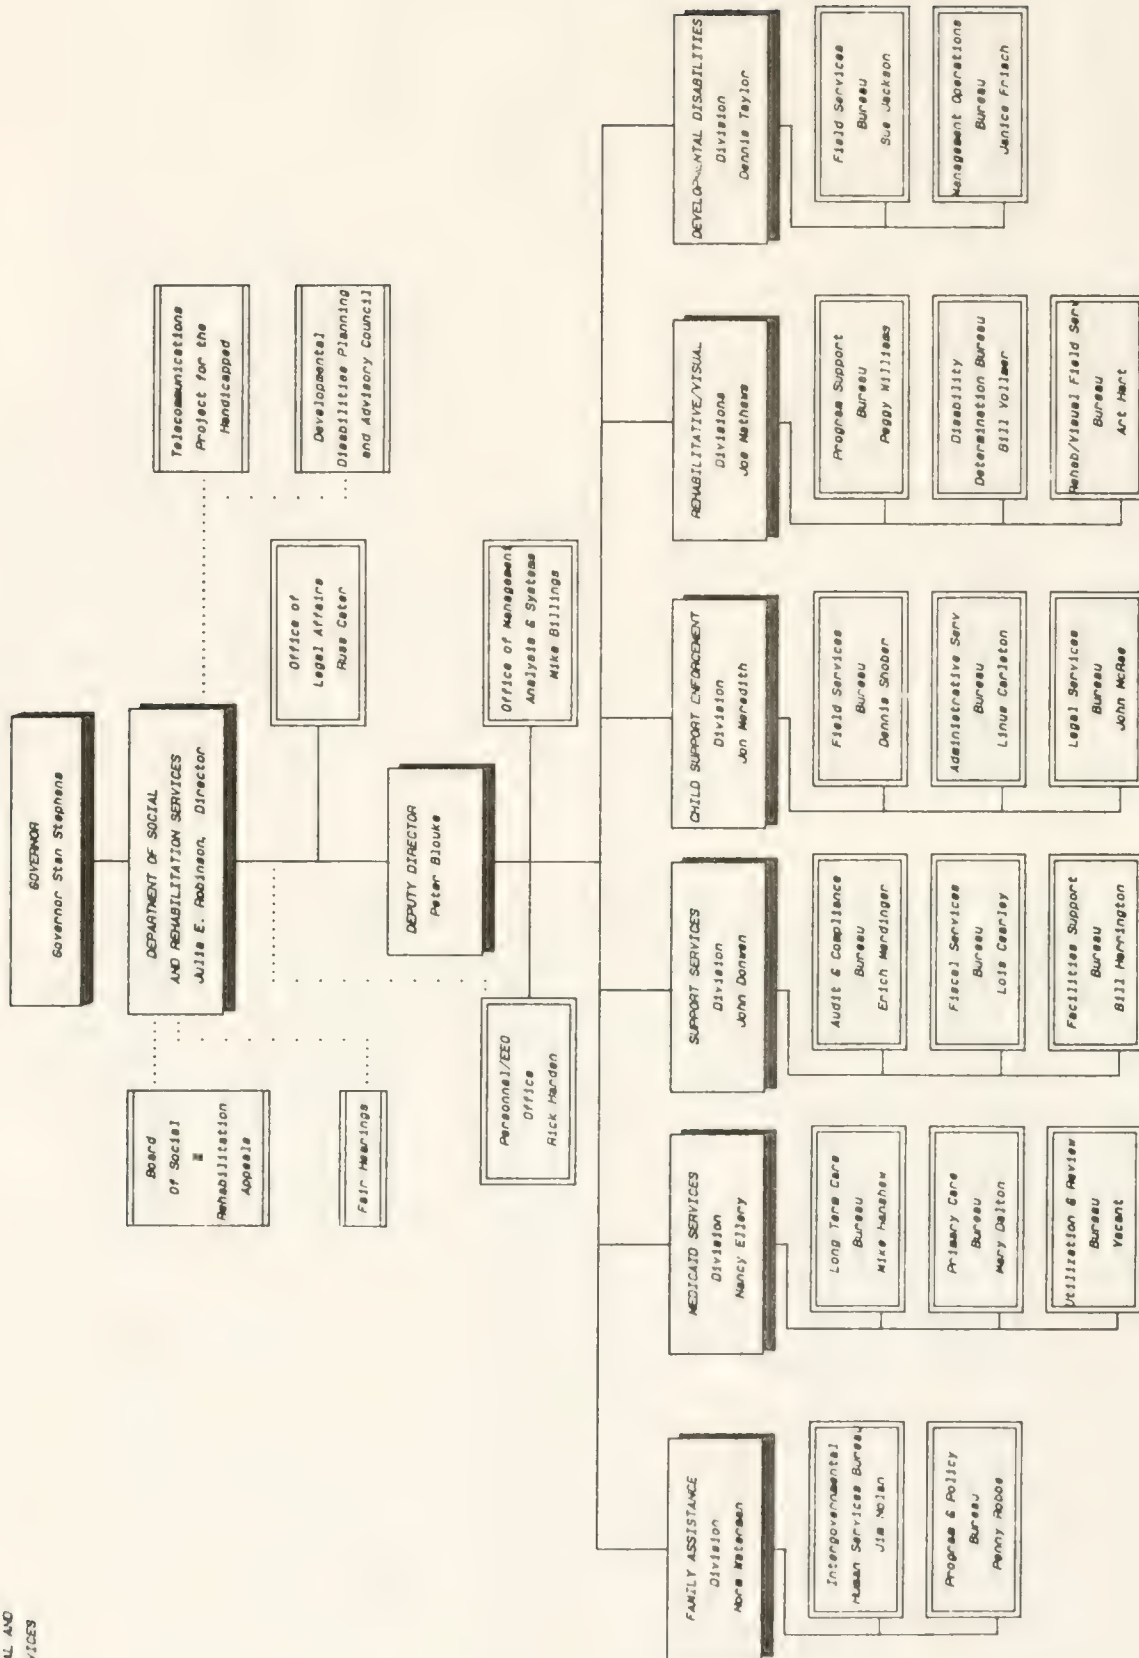 AL AND
VICES
GOVERNOR
Governor Stan Stephens
DEPARTMENT OF SOCIAL
AND REHABILITATION SERVICES
Julia E. Robinson, Director
Board
Of Social
Rehabilitation
Appeals
Fair Hearings
Telecommunications
Project for the
Handicapped
Developmental
Disabilities Planning
and Advisory Council
Office of
Legal Affairs
Russ Cater
DEPUTY DIRECTOR
Peter Blouke
Personnel/EEO
Office
Rick Harden
Office of Management
Analysis & Systems
Mike Billings
FAMILY ASSISTANCE
Division
Waterman
Intergovernmental
Human Services Bureau
Jim Nolan
Program & Policy
Bureau
Penny Robbe
MEDICAID SERVICES
Division
Nancy Ellery
Long Term Care
Bureau
Mike Hanshew
Primary Care
Bureau
Mary Dalton
Utilization & Review
Bureau
Vacant
SUPPORT SERVICES
Division
John Donwen
Audit & Compliance
Bureau
Erich Merdinger
Fiscal Services
Bureau
Lois
Facilities Support
Bureau
Bill Harrington
CHILD SUPPORT ENFORCEMENT
Division
Jon Meredith
Field Services
Bureau
Dennis Shober
Administrative Serv
Bureau
Linus Carleton
Legal Services
Bureau
John McRae
REHABILITATIVE/VISUAL
Divisions
Joe Mathews
Program Support
Bureau
Peggy Williams
Disability
Determination Bureau
Bill Vollmer
Rehab/Visual Field Serv
Bureau
Art Hart
DEVELOPMENTAL DISABILITIES
Division
Dennis Taylor
Field Services
Bureau
Sue Jackson
Management Operations
Bureau
Janice Frisch